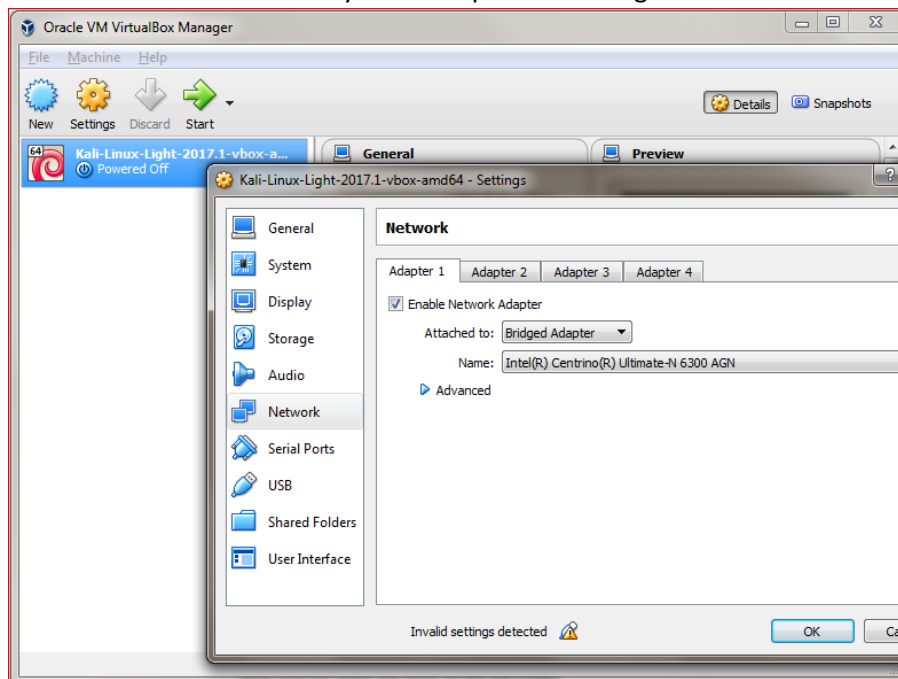 Oracle VM VirtualBox Manager
File Machine Help
New Settings Discard Start
Details Snapshots
64 Kali-Linux-Light-2017.1-vbox-a...
Powered Off
General Preview
Kali-Linux-Light-2017.1-vbox-amd64 - Settings
?
General
System
Display
Storage
Audio
Network
Serial Ports
USB
Shared Folders
User Interface
Network
Adapter 1 Adapter 2 Adapter 3 Adapter 4
Enable Network Adapter
Attached to: Bridged Adapter
Name: Intel(R) Centrino(R) Ultimate-N 6300 AGN
Advanced
Invalid settings detected
OK Ca